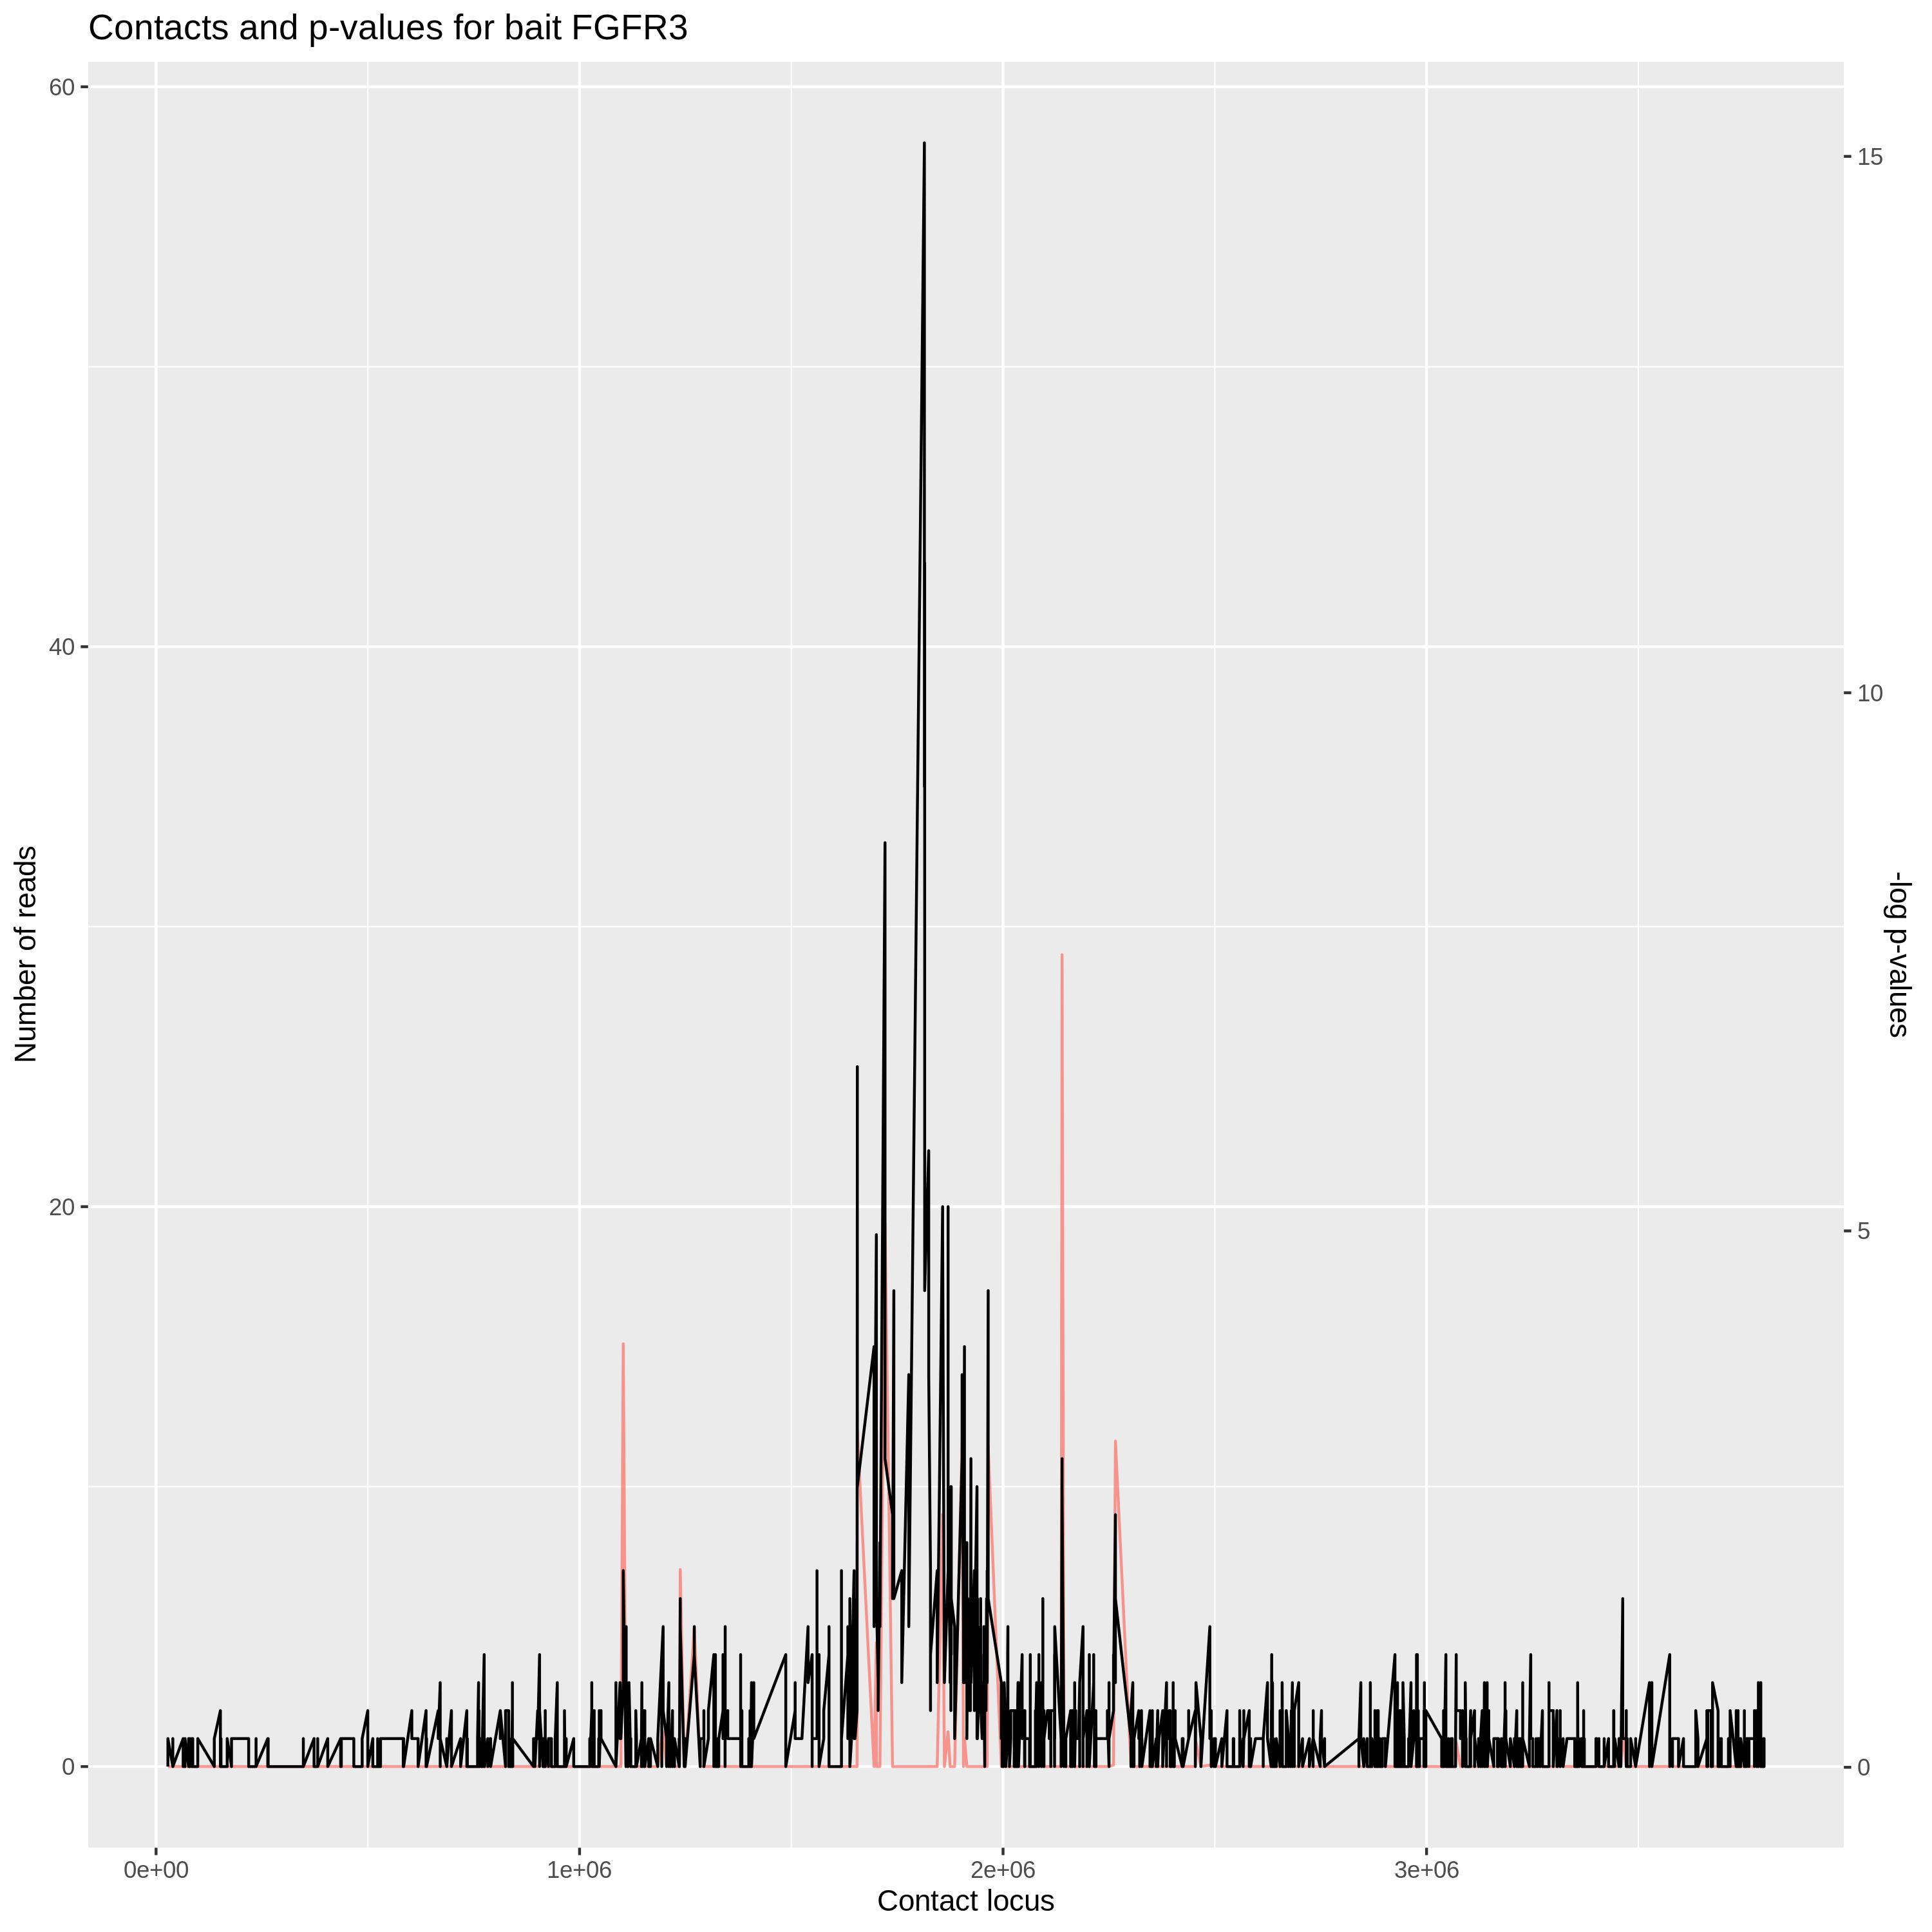 Contacts and p-values for bait FGFR3
60
40
20
0
Number of reads
15
10
5
0
-log p-values
0e+00
1e+06
2e+06
3e+06
Contact locus